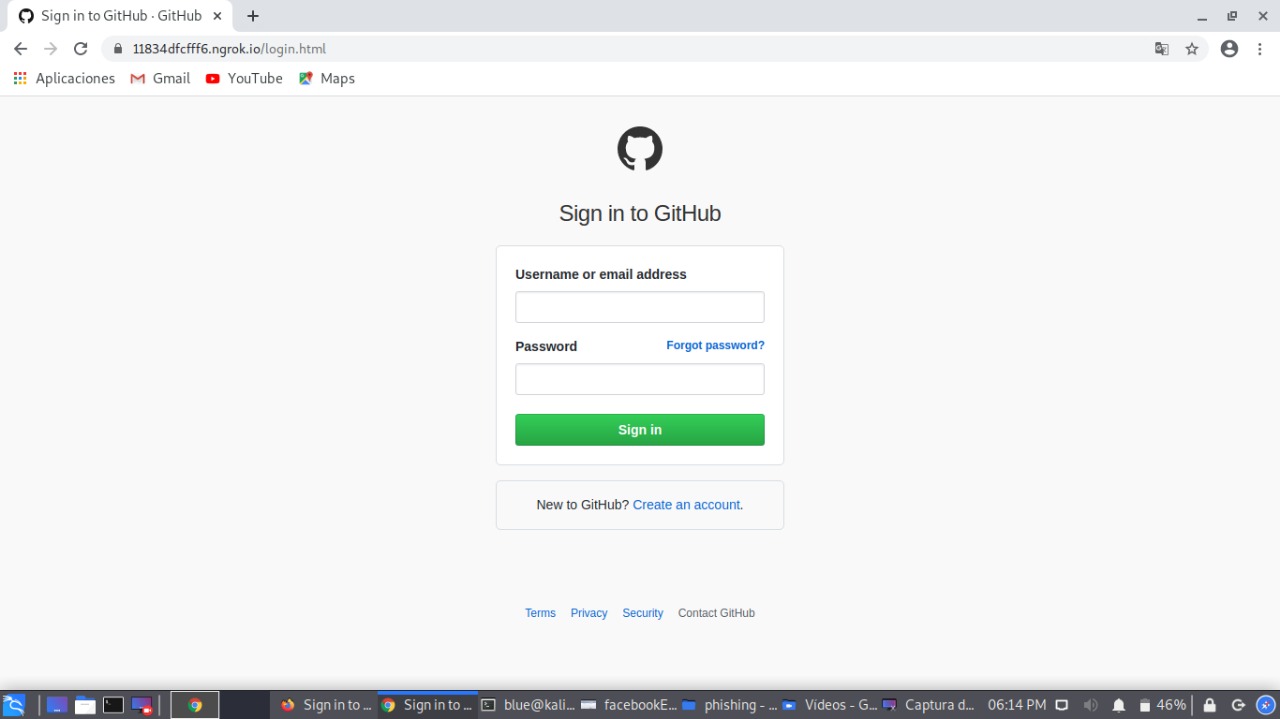 Sign in to GitHub · GitHub
11834dfcfff6.ngrok.io/login.html
Aplicaciones Gmail YouTube Maps
Sign in to GitHub
Username or email address
Password Forgot password?
Sign in
New to GitHub? Create an account.
Terms Privacy Security Contact GitHub
Sign in to ... Sign in to ... blue@kali... facebookE... phishing - ... Vídeos - G... Captura d... 06:14 PM 46%